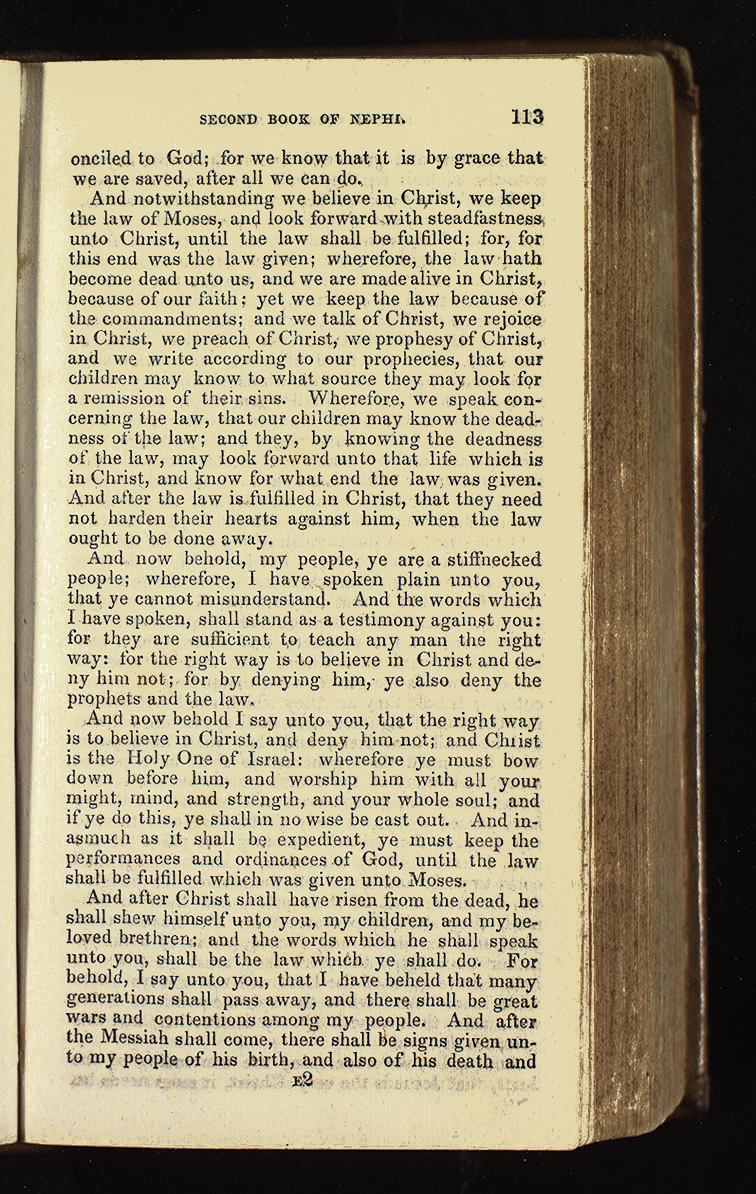 SECOND BOOK OF NEPHI. 113
onciled to God; for we know that it is by grace that
we are saved, after all we can do.
And notwithstanding we believe in Christ, we keep
the law of Moses, and look forward with steadfastness
unto Christ, until the law shall be fulfilled; for, for
this end was the law given; wherefore, the law hath
become dead unto us, and we are made alive in Christ,
because of our faith; yet we keep the law because of
the commandments; and we talk of Christ, we rejoice
in Christ, we preach of Christ, we prophesy of Christ,
and we write according to our prophecies, that our
children may know to what source they may look for
a remission of their sins. Wherefore, we speak con-
cerning the law, that our children may know the dead-
ness of the law; and they, by knowing the deadness
of the law, may look forward unto that life which is
in Christ, and know for what end the law was given.
And after the law is fulfilled in Christ, that they need
not harden their hearts against him, when the law
ought to be done away.
And now behold, my people, ye are a stiffnecked
people; wherefore, I have spoken plain unto you,
that ye cannot misunderstand. And the words which
I have spoken, shall stand as a testimony against you:
for they are sufficient to teach any man the right
way: for the right way is to believe in Christ and de-
ny him not; for by denying him, ye also deny the
prophets and the law.
And now behold I say unto you, that the right way
is to believe in Christ, and deny him not; and Christ
is the Holy One of Israel: wherefore ye must bow
down before him, and worship him with all your
might, mind, and strength, and your whole soul; and
if ye do this, ye shall in no wise be cast out. And in-
asmuch as it shall be expedient, ye must keep the
performances and ordinances of God, until the law
shall be fulfilled which was given unto Moses.
And after Christ shall have risen from the dead, he
shall shew himself unto you, my children, and my be-
loved brethren; and the words which he shall speak
unto you, shall be the law which ye shall do. For
behold, I say unto you, that I have beheld that many
generations shall pass away, and there shall be great
wars and contentions among my people. And after
the Messiah shall come, there shall be signs given un-
to my people of his birth, and also of his death and
E2